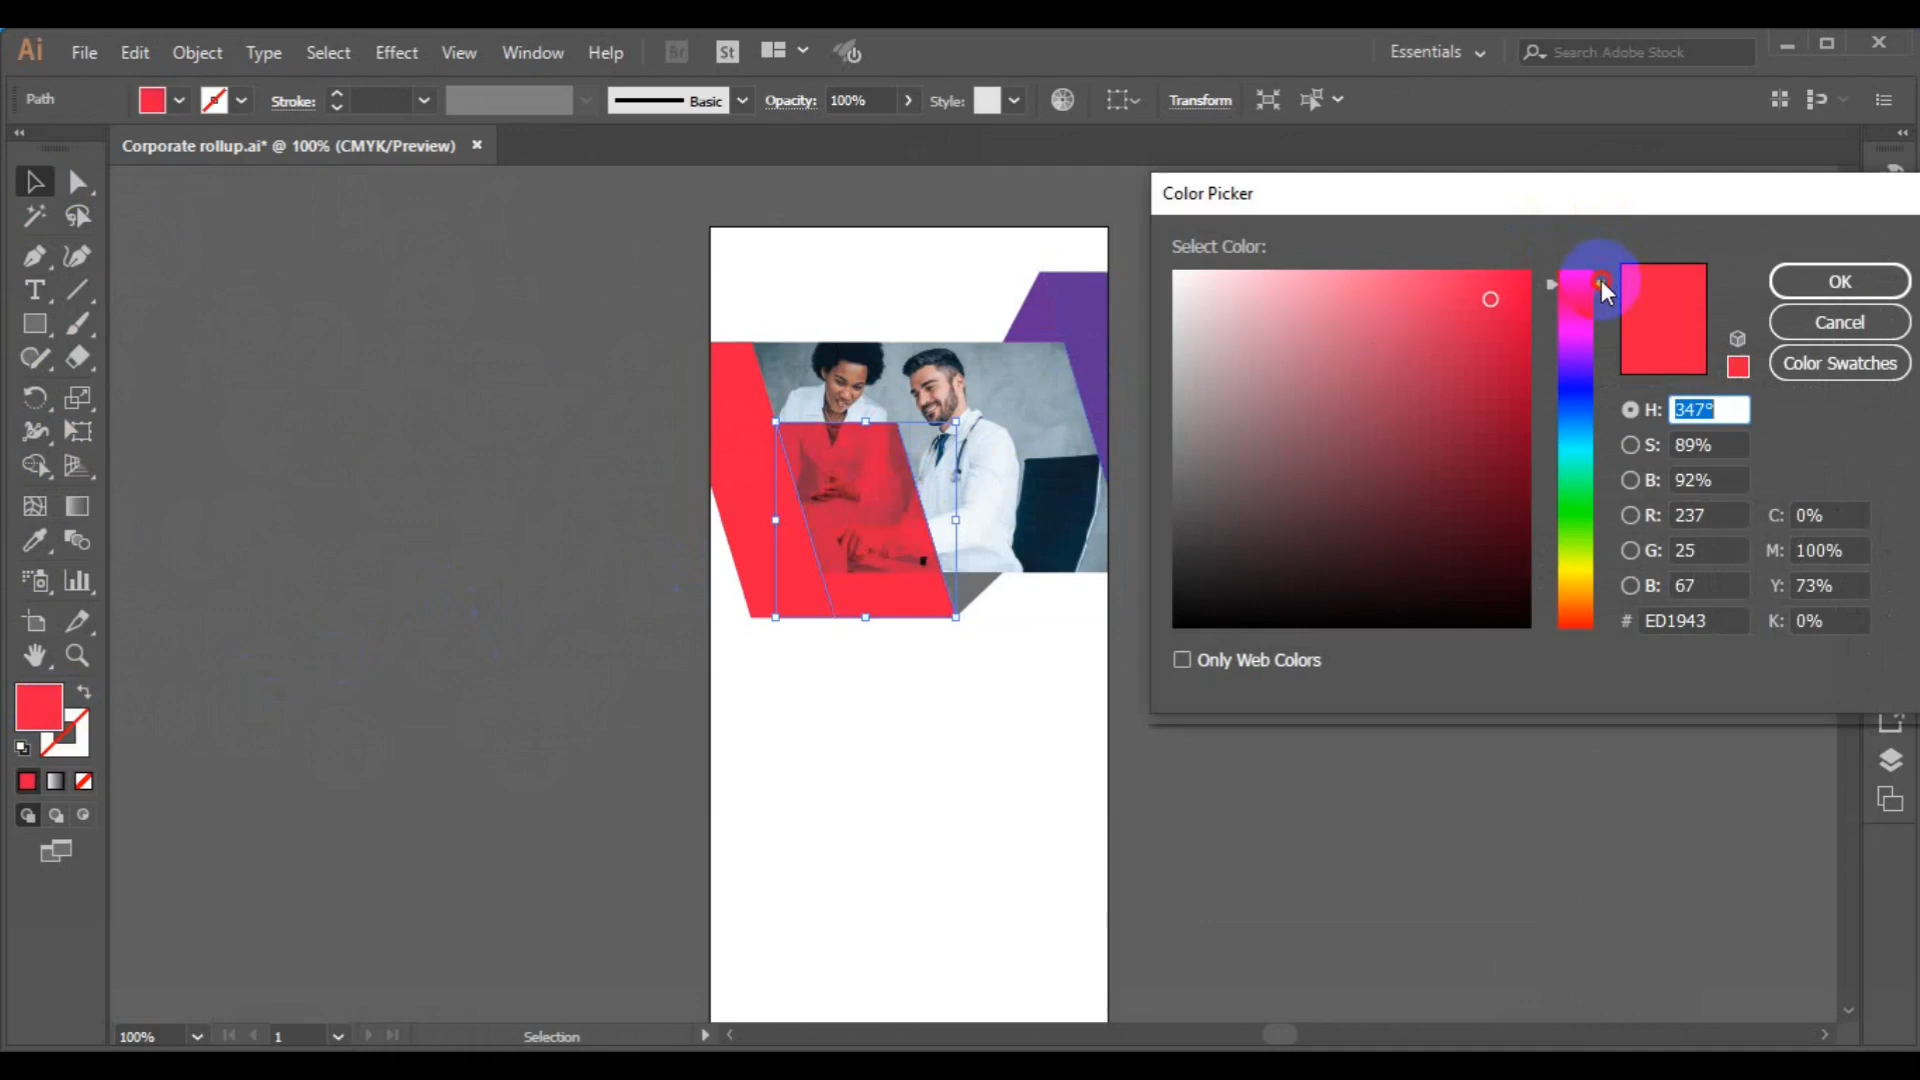 Ai File Edit Object Type Select Effect View Window Help Br St Essentials Search Adobe Stock
Path Stroke: Basic Opacity: 100% Style: Transform
Corporate rollup.ai* @ 100% (CMYK/Preview)
Color Picker
Select Color:
OK
Cancel
Color Swatches
H: 347°
S: 89%
B: 92%
R: 237 C: 0%
G: 25 M: 100%
B: 67 Y: 73%
# ED1943 K: 0%
Only Web Colors
100% 1 Selection